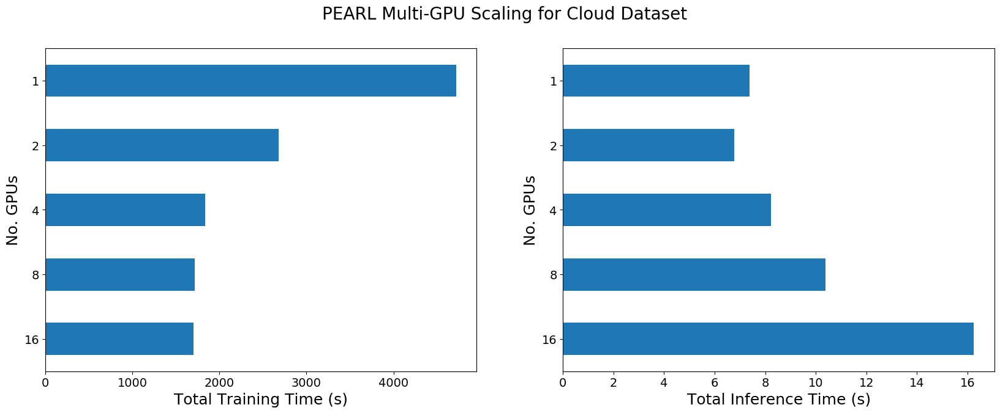 PEARL Multi-GPU Scaling for Cloud Dataset
No. GPUs
1
2
4
8
16
0 1000 2000 3000 4000
Total Training Time (s)
No. GPUs
1
2
4
8
16
0 2 4 6 8 10 12 14 16
Total Inference Time (s)